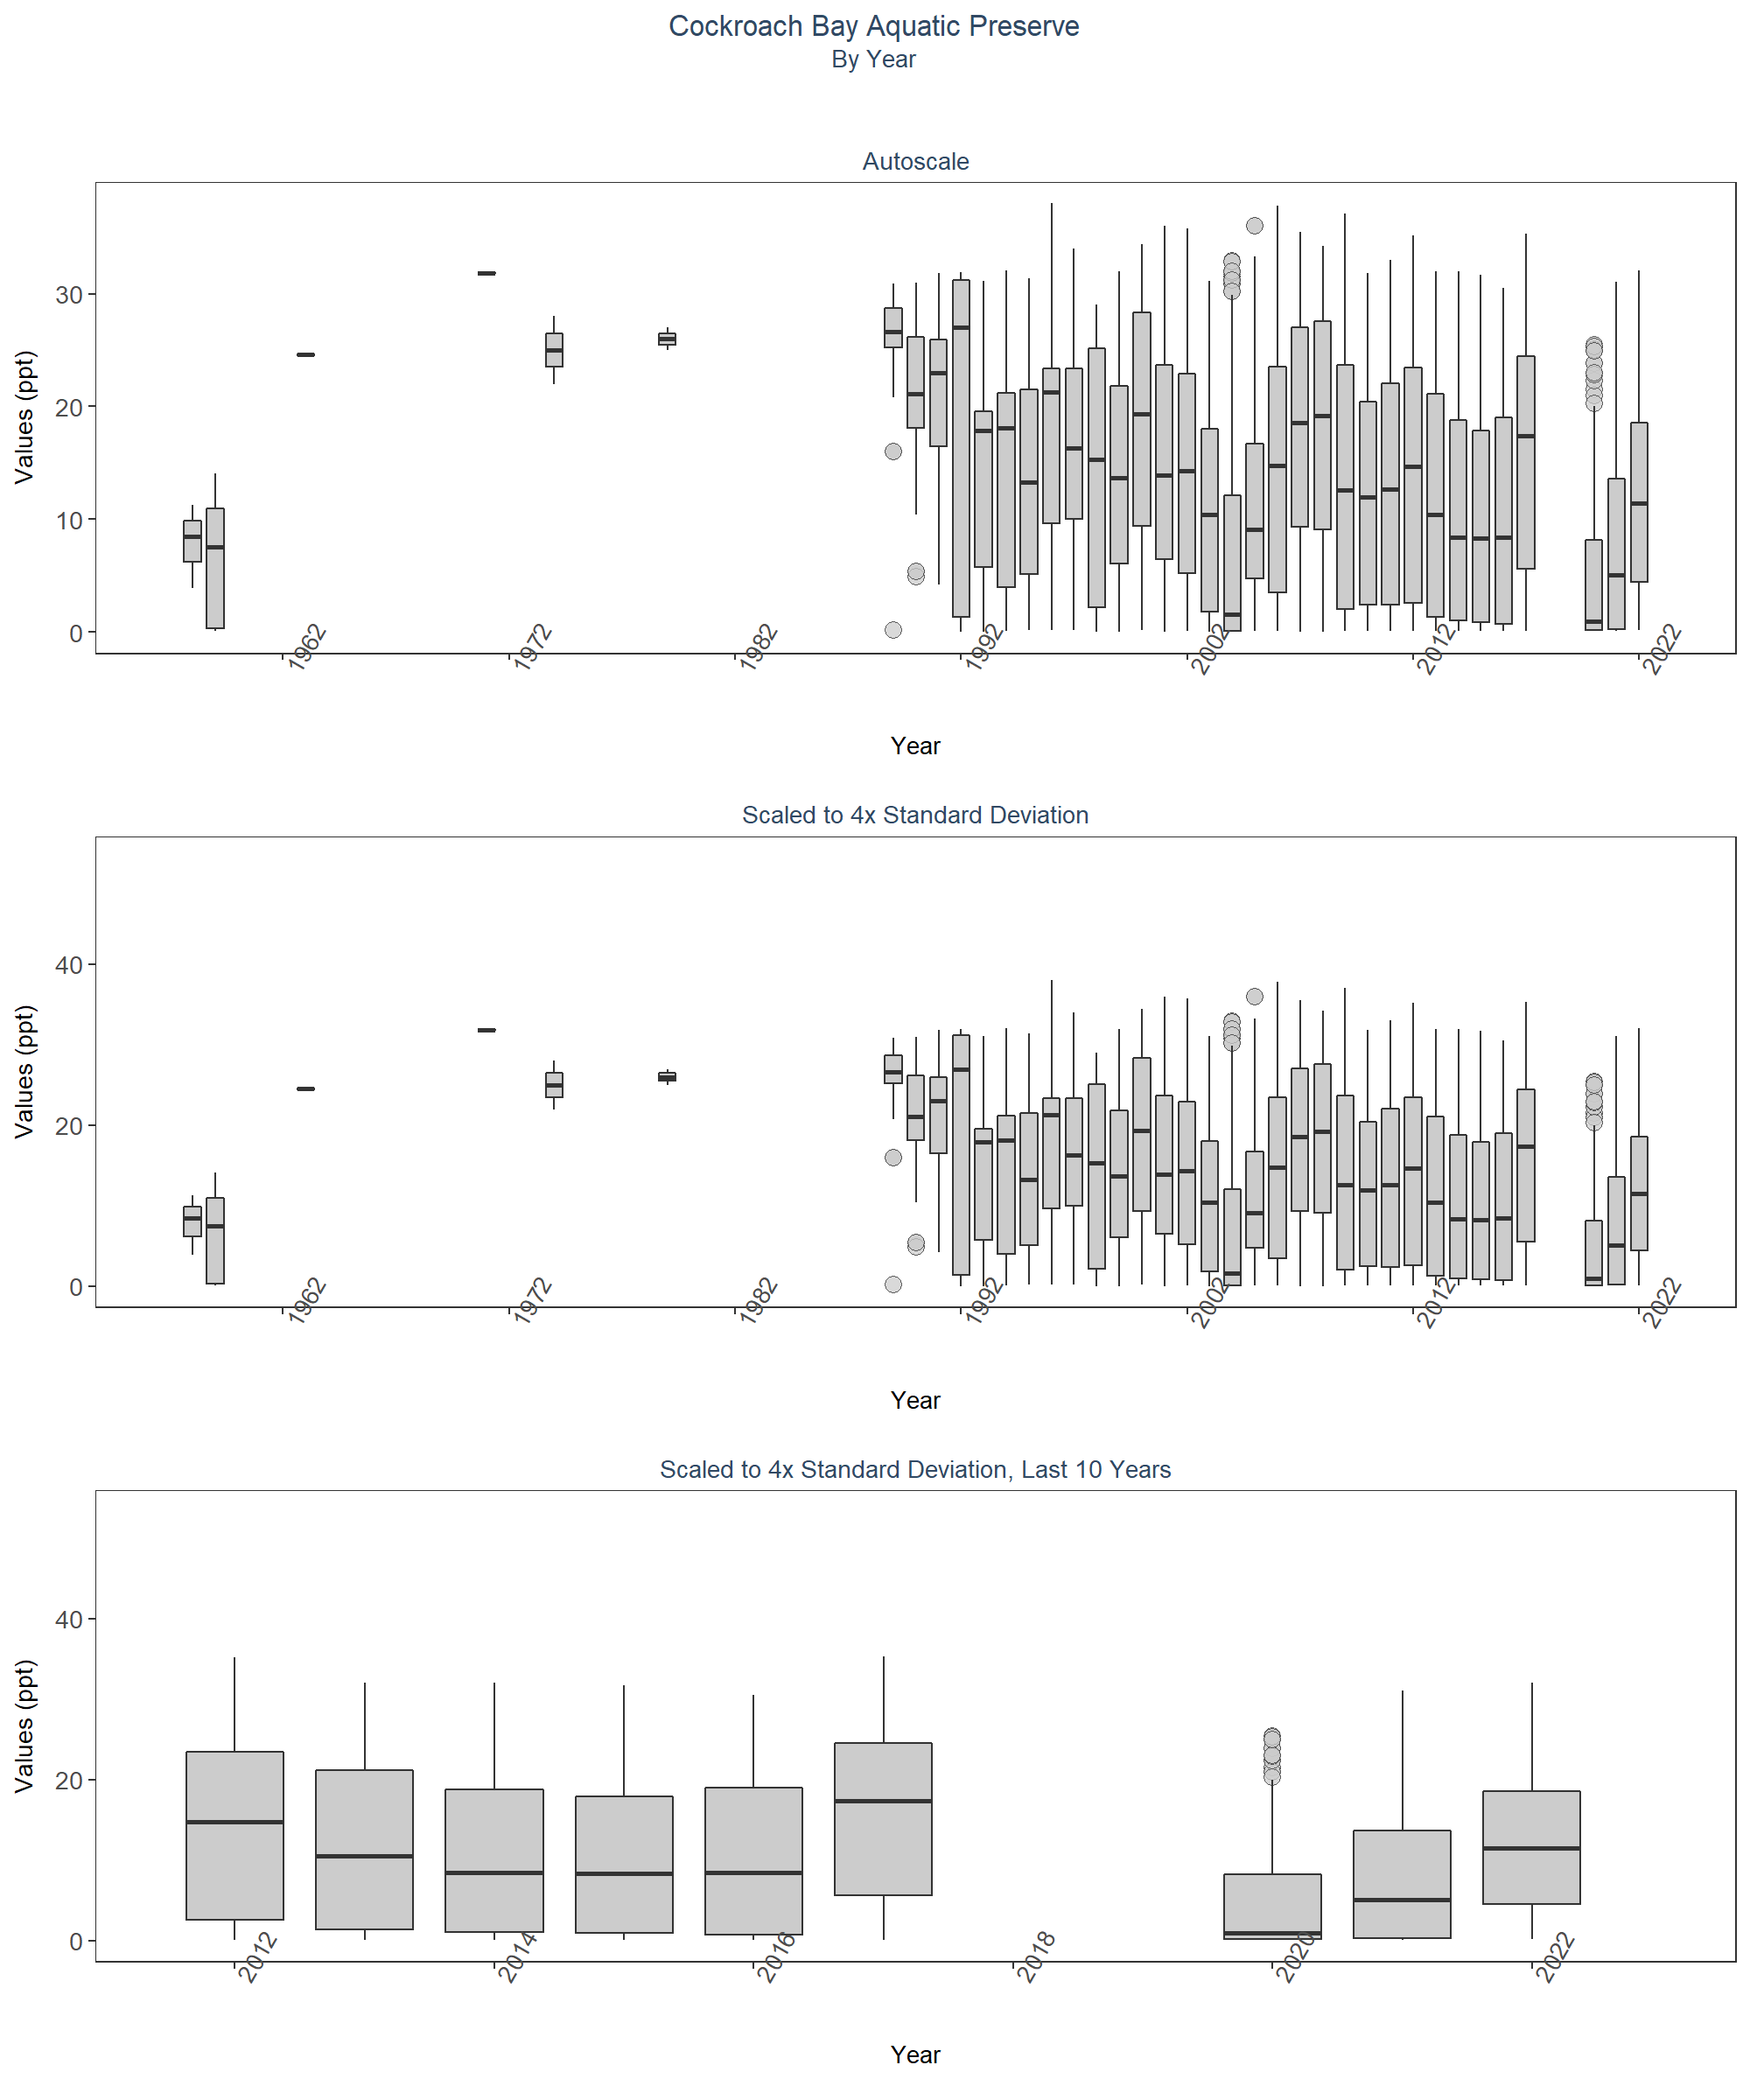 Cockroach Bay Aquatic Preserve
By Year
Autoscale
Values (ppt)
30
20
10
0
1962 1972 1982 1992 2002 2012 2022
Year
Scaled to 4x Standard Deviation
Values (ppt)
40
20
0
1962 1972 1982 1992 2002 2012 2022
Year
Scaled to 4x Standard Deviation, Last 10 Years
Values (ppt)
40
20
0
2012 2014 2016 2018 2020 2022
Year